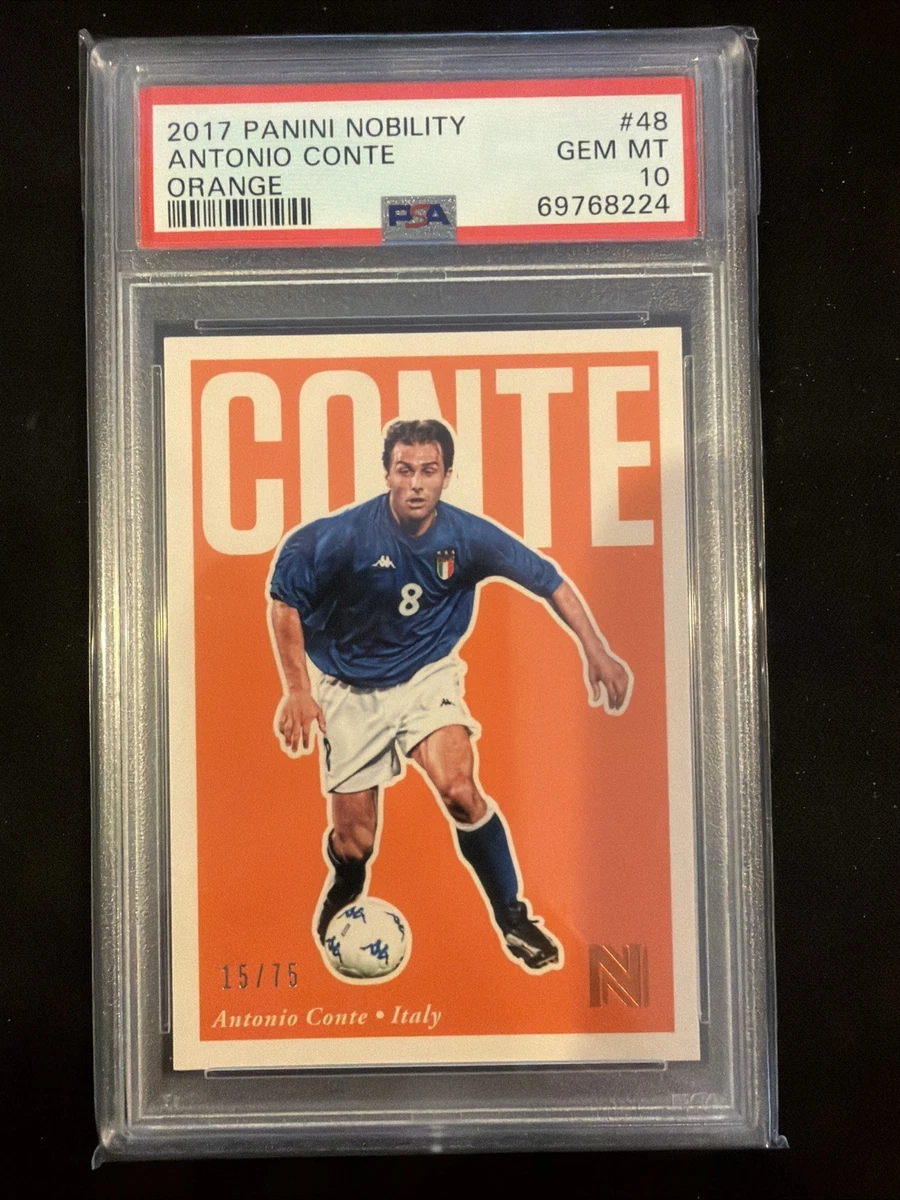 2017 PANINI NOBILITY #48
ANTONIO CONTE GEM MT
ORANGE 10
69768224
PSA
CONTE
8
15/75
N
Antonio Conte • Italy